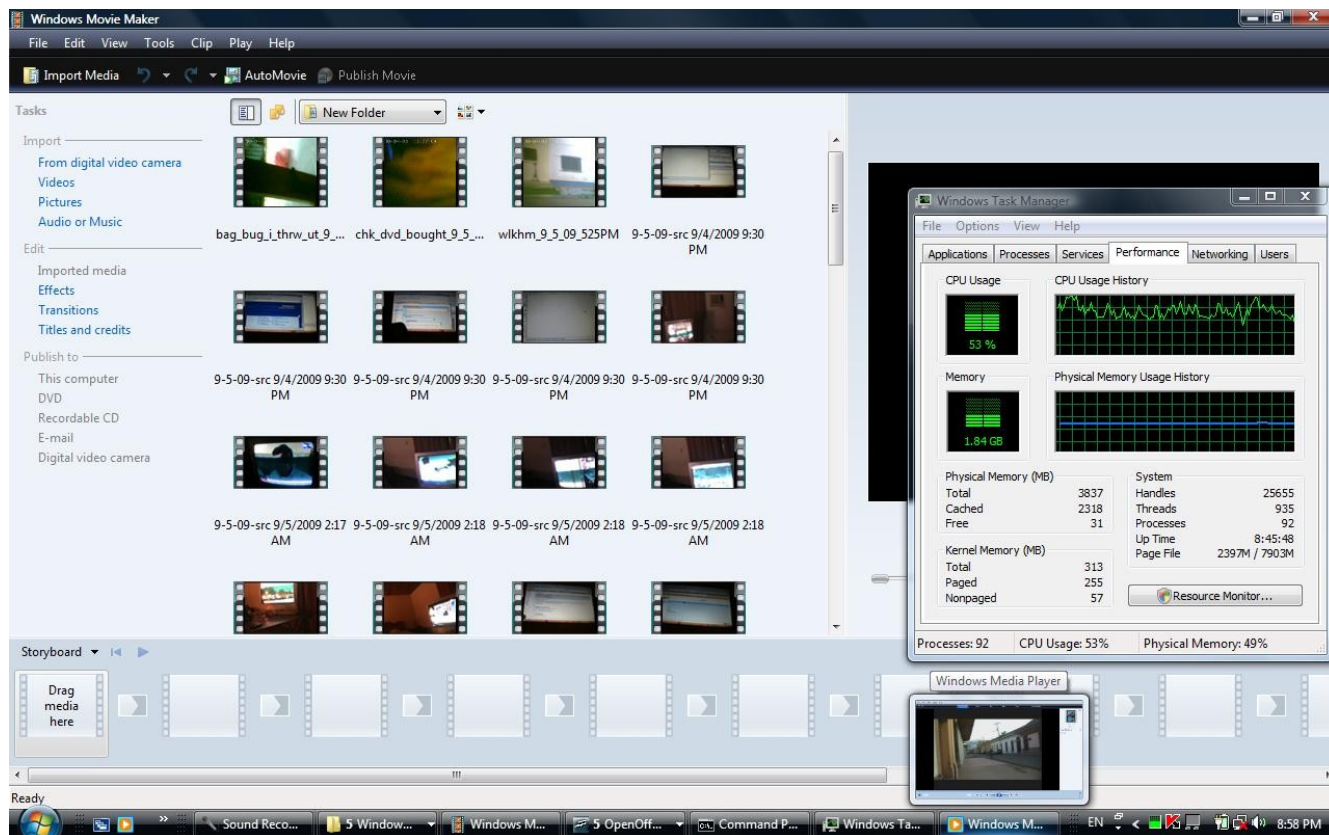 Windows Movie Maker
File Edit View Tools Clip Play Help
Import Media AutoMovie Publish Movie
Tasks
New Folder
Import
From digital video camera
Videos
Pictures
Audio or Music
Edit
Imported media
Effects
Transitions
Titles and credits
Publish to
This computer
DVD
Recordable CD
E-mail
Digital video camera
bag_bug_i_thrw_ut_9_... chk_dvd_bought_9_5_... wlkhm_9_5_09_525PM 9-5-09-src 9/4/2009 9:30 PM
9-5-09-src 9/4/2009 9:30 PM 9-5-09-src 9/4/2009 9:30 PM 9-5-09-src 9/4/2009 9:30 PM 9-5-09-src 9/4/2009 9:30 PM
9-5-09-src 9/5/2009 2:17 AM 9-5-09-src 9/5/2009 2:18 AM 9-5-09-src 9/5/2009 2:18 AM 9-5-09-src 9/5/2009 2:18 AM
Windows Task Manager
File Options View Help
Applications Processes Services Performance Networking Users
CPU Usage CPU Usage History
53 %
Memory Physical Memory Usage History
1.84 GB
Physical Memory (MB)
Total 3837
Cached 2318
Free 31
Kernel Memory (MB)
Total 313
Paged 255
Nonpaged 57
System
Handles 25655
Threads 935
Processes 92
Up Time 8:45:48
Page File 2397M / 7903M
Resource Monitor...
Processes: 92 CPU Usage: 53% Physical Memory: 49%
Storyboard
Drag
media
here
Windows Media Player
Ready
Sound Reco... 5 Window... Windows M... 5 OpenOff... Command P... Windows Ta... Windows M... EN 8:58 PM